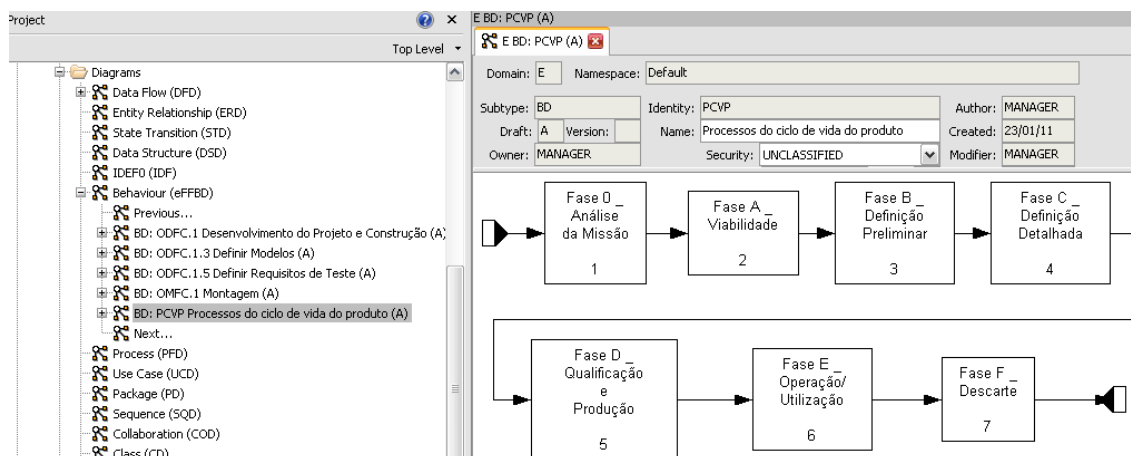 Project
Top Level
Diagrams
Data Flow (DFD)
Entity Relationship (ERD)
State Transition (STD)
Data Structure (DSD)
IDEF0 (IDF)
Behaviour (eFFBD)
Previous...
BD: ODFC.1 Desenvolvimento do Projeto e Construção (A)
BD: ODFC.1.3 Definir Modelos (A)
BD: ODFC.1.5 Definir Requisitos de Teste (A)
BD: OMFC.1 Montagem (A)
BD: PCVP Processos do ciclo de vida do produto (A)
Next...
Process (PFD)
Use Case (UCD)
Package (PD)
Sequence (SQD)
Collaboration (COD)
Class (CD)
E BD: PCVP (A)
E BD: PCVP (A)
Domain: E Namespace: Default
Subtype: BD Identity: PCVP Author: MANAGER
Draft: A Version: Name: Processos do ciclo de vida do produto Created: 23/01/11
Owner: MANAGER Security: UNCLASSIFIED Modifier: MANAGER
Fase 0 _
Análise
da Missão
1
Fase A _
Viabilidade
2
Fase B _
Definição
Preliminar
3
Fase C _
Definição
Detalhada
4
Fase D _
Qualificação
e
Produção
5
Fase E _
Operação/
Utilização
6
Fase F _
Descarte
7